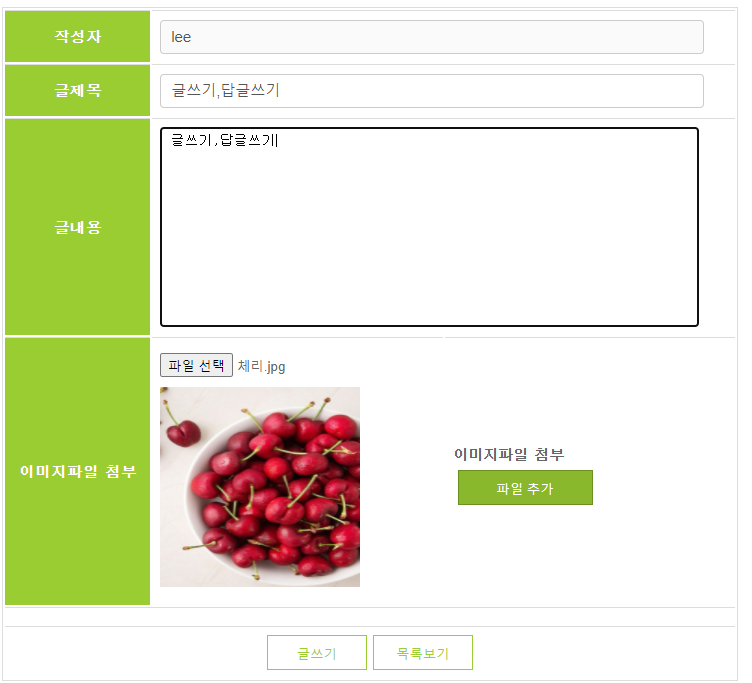 작성자
lee
글제목
글쓰기,답글쓰기
글내용
글쓰기,답글쓰기
이미지파일 첨부
파일 선택 체리.jpg
이미지파일 첨부
파일 추가
글쓰기
목록보기